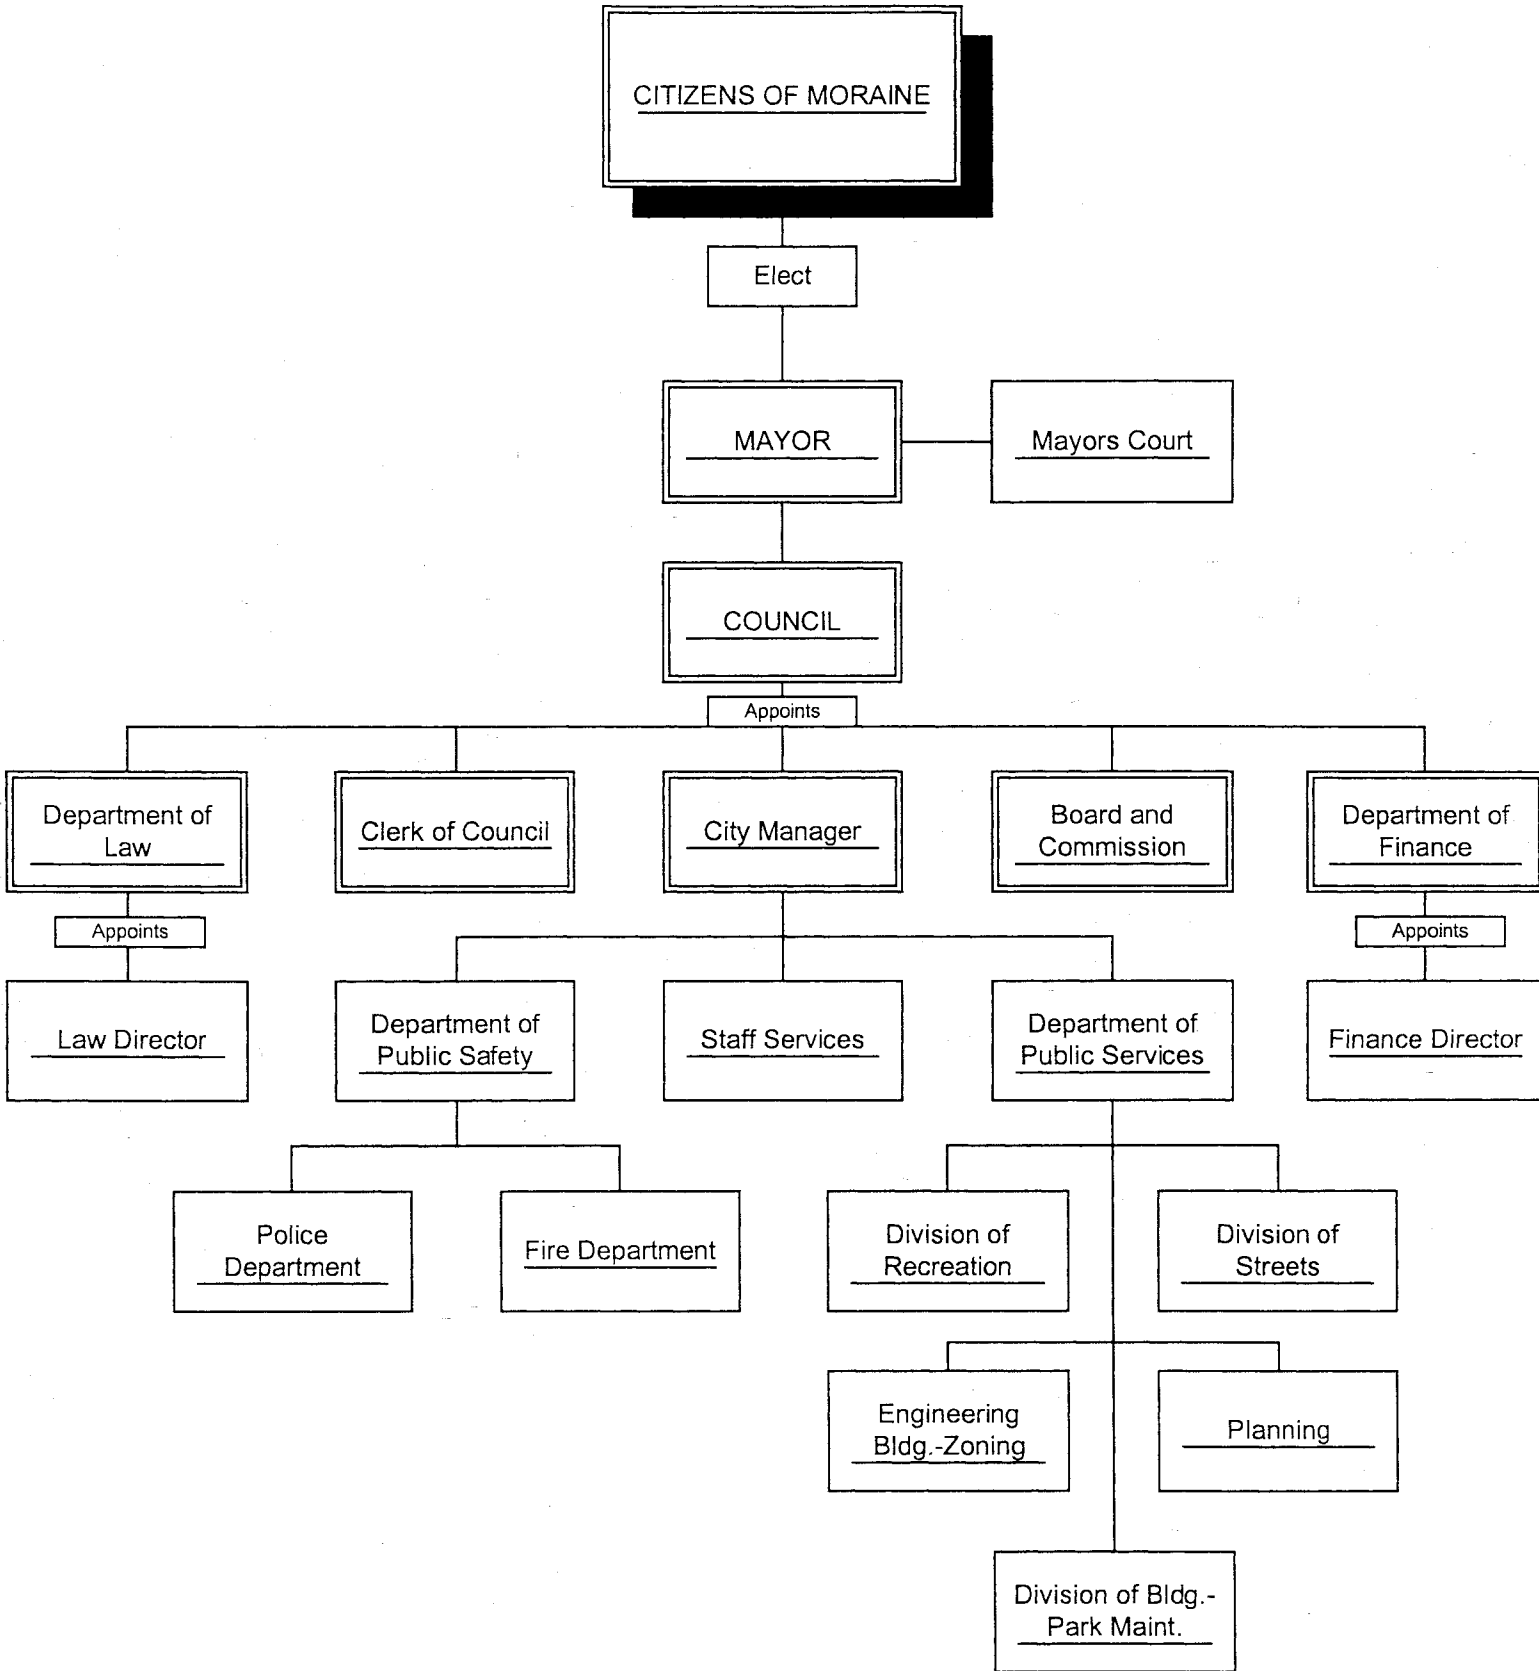 CITIZENS OF MORAINE
Elect
MAYOR
Mayors Court
COUNCIL
Appoints
Department of
Law
Clerk of Council
City Manager
Board and
Commission
Department of
Finance
Appoints
Appoints
Law Director
Department of
Public Safety
Staff Services
Department of
Public Services
Finance Director
Police
Department
Fire Department
Division of
Recreation
Division of
Streets
Engineering
Bldg.-Zoning
Planning
Division of Bldg.-
Park Maint.